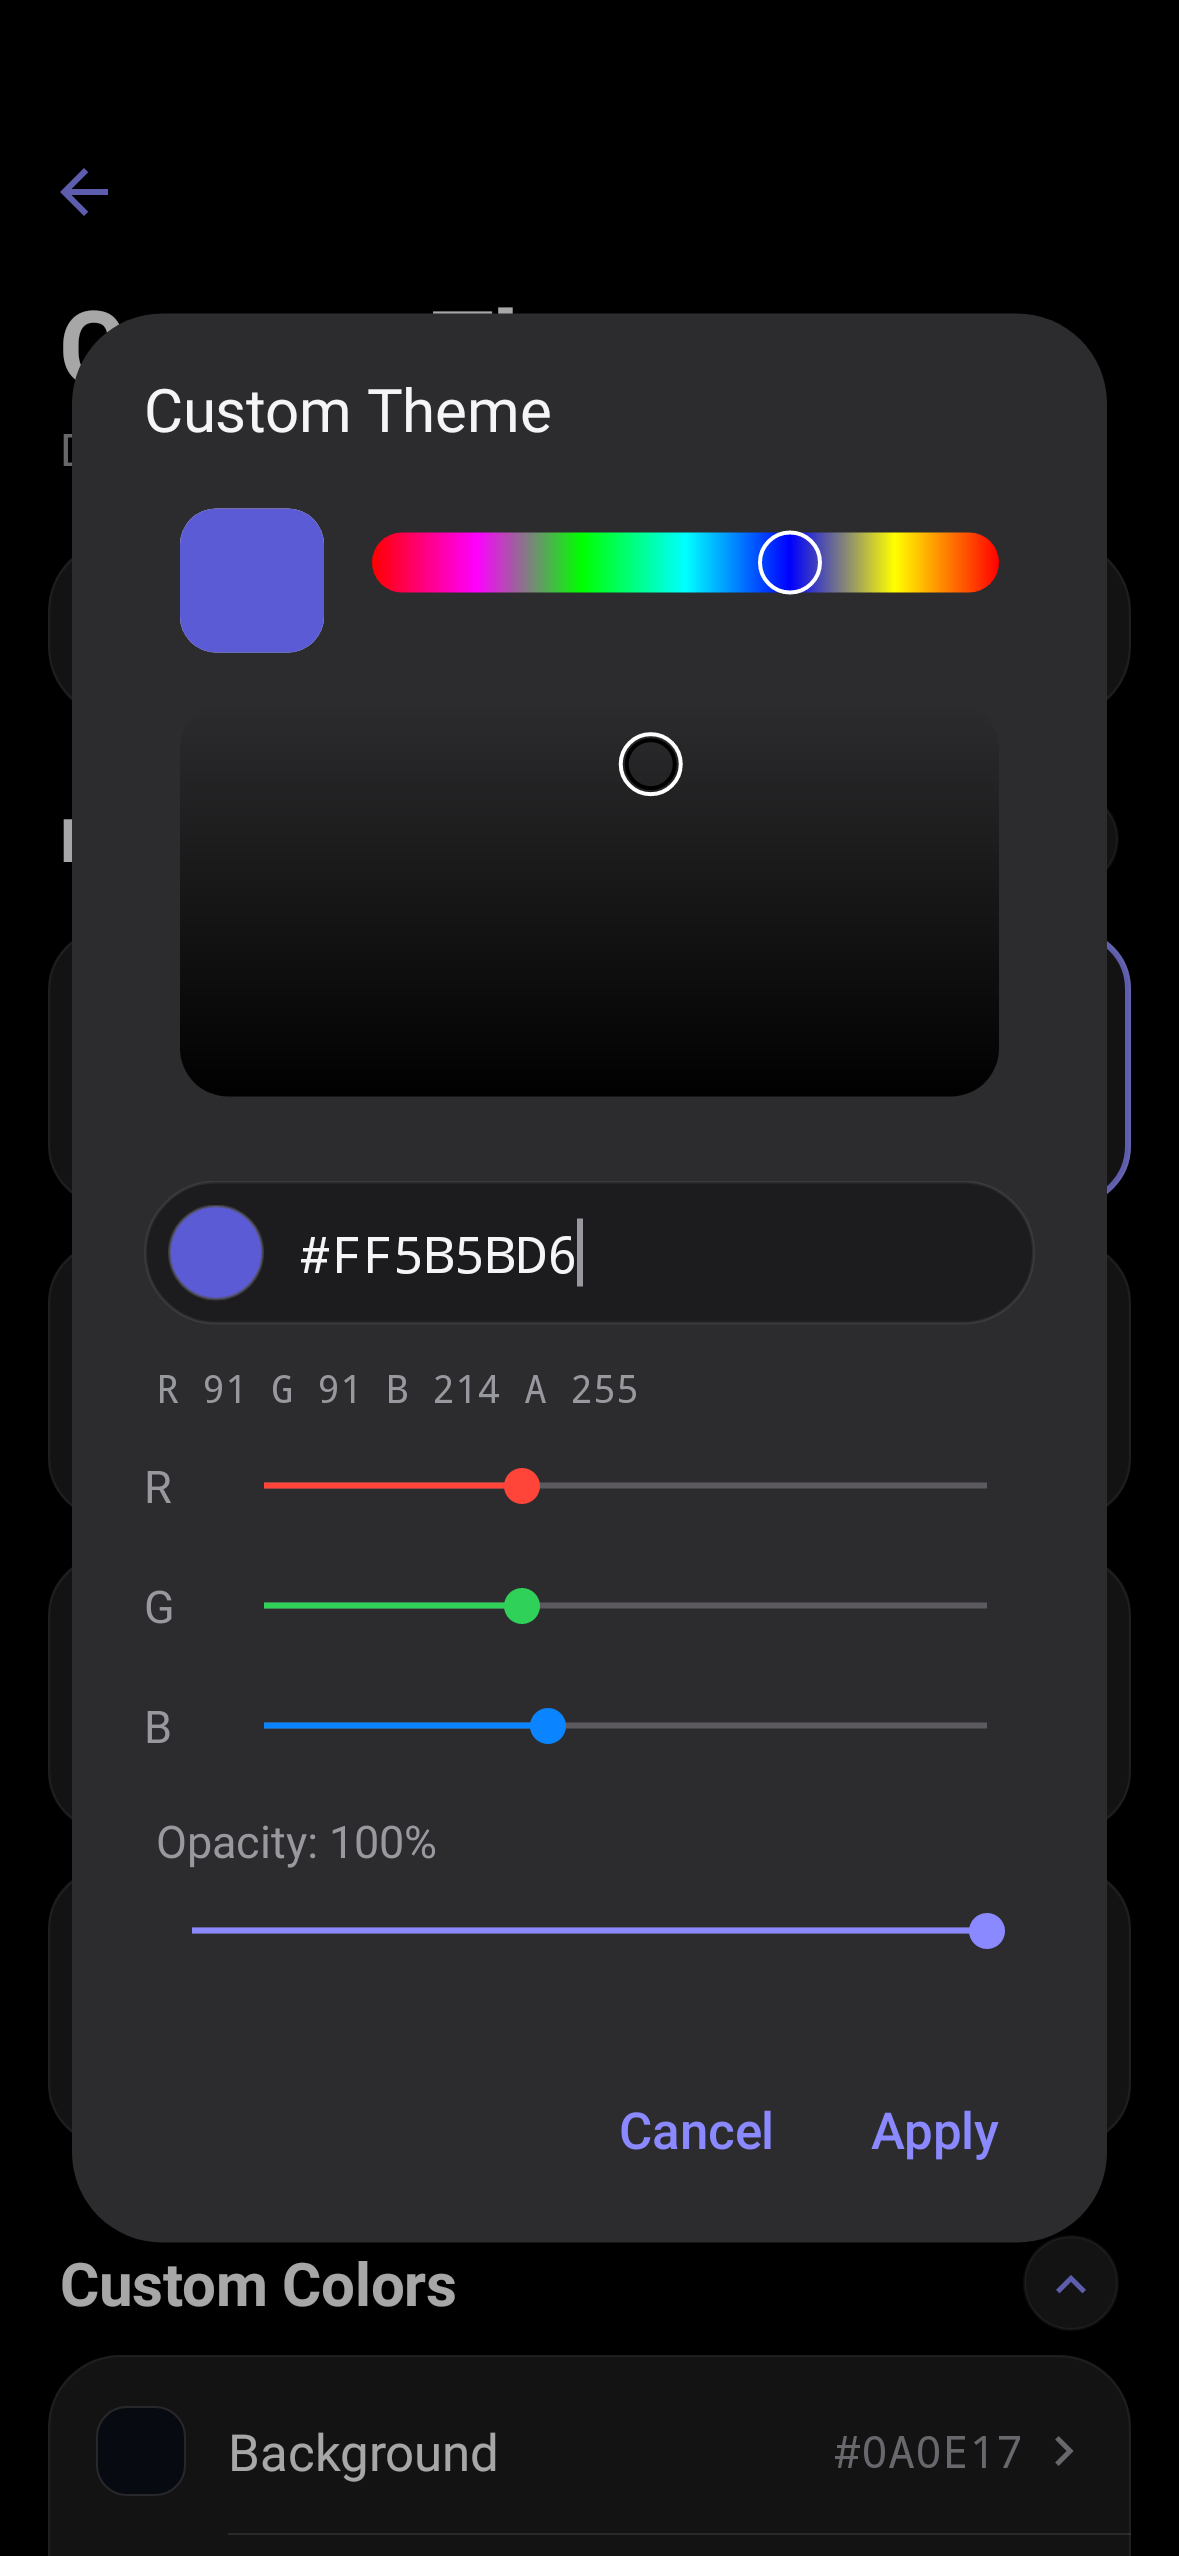 Custom Theme
#FF5B5BD6
R 91 G 91 B 214 A 255
R
G
B
Opacity: 100%
Cancel Apply
Custom Colors
Background #0A0E17